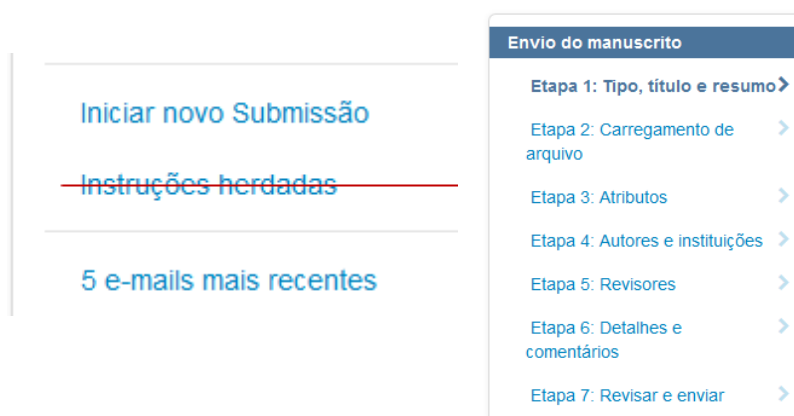 Iniciar novo Submissão
Instruções herdadas
5 e-mails mais recentes
Envio do manuscrito
Etapa 1: Tipo, título e resumo
Etapa 2: Carregamento de
arquivo
Etapa 3: Atributos
Etapa 4: Autores e instituições
Etapa 5: Revisores
Etapa 6: Detalhes e
comentários
Etapa 7: Revisar e enviar